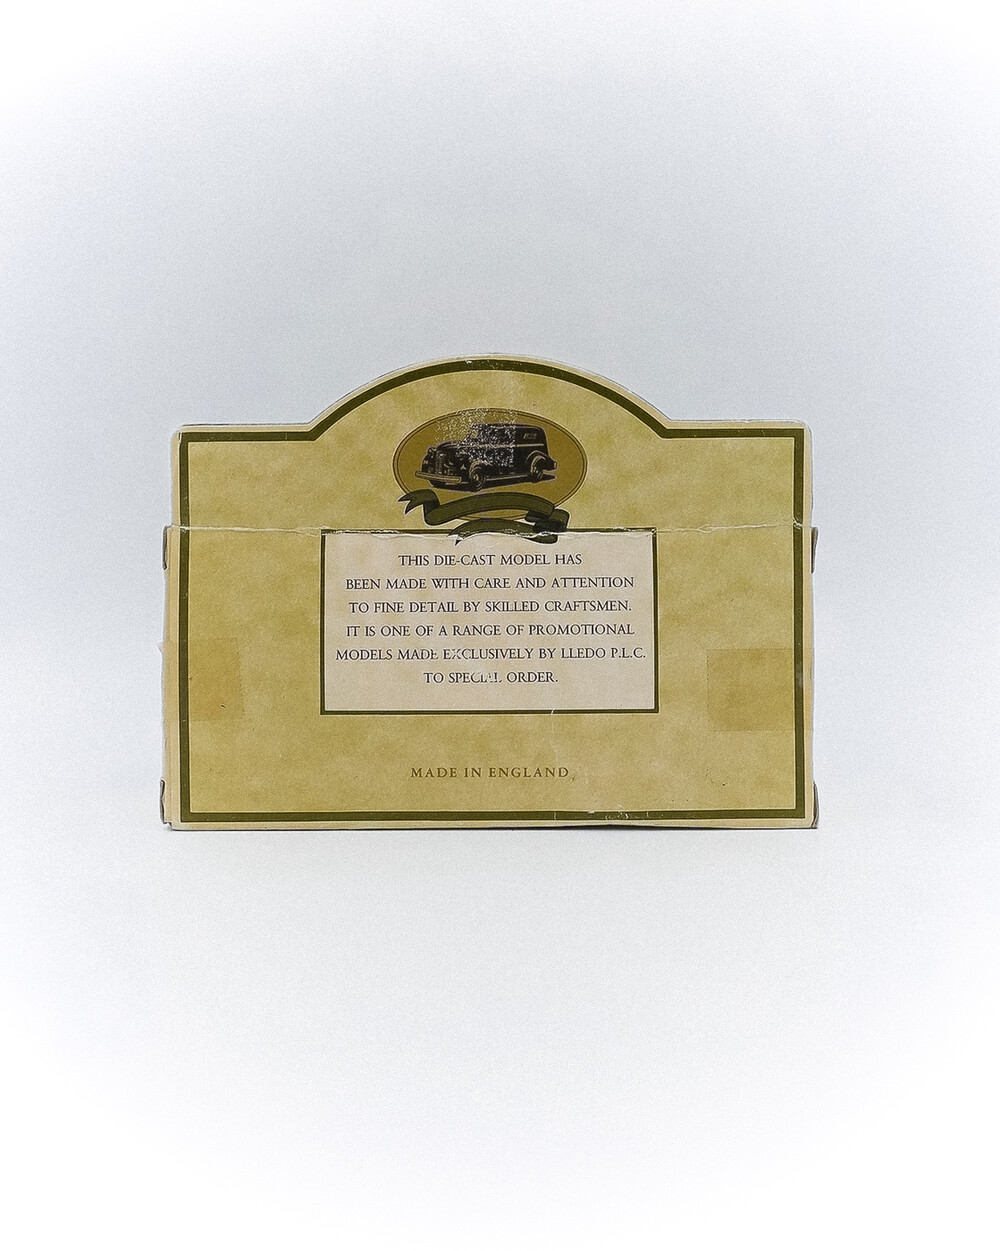 THIS DIE-CAST MODEL HAS
BEEN MADE WITH CARE AND ATTENTION
TO FINE DETAIL BY SKILLED CRAFTSMEN.
IT IS ONE OF A RANGE OF PROMOTIONAL
MODELS MADE EXCLUSIVELY BY LLEDO P.L.C.
TO SPECIAL ORDER.
MADE IN ENGLAND